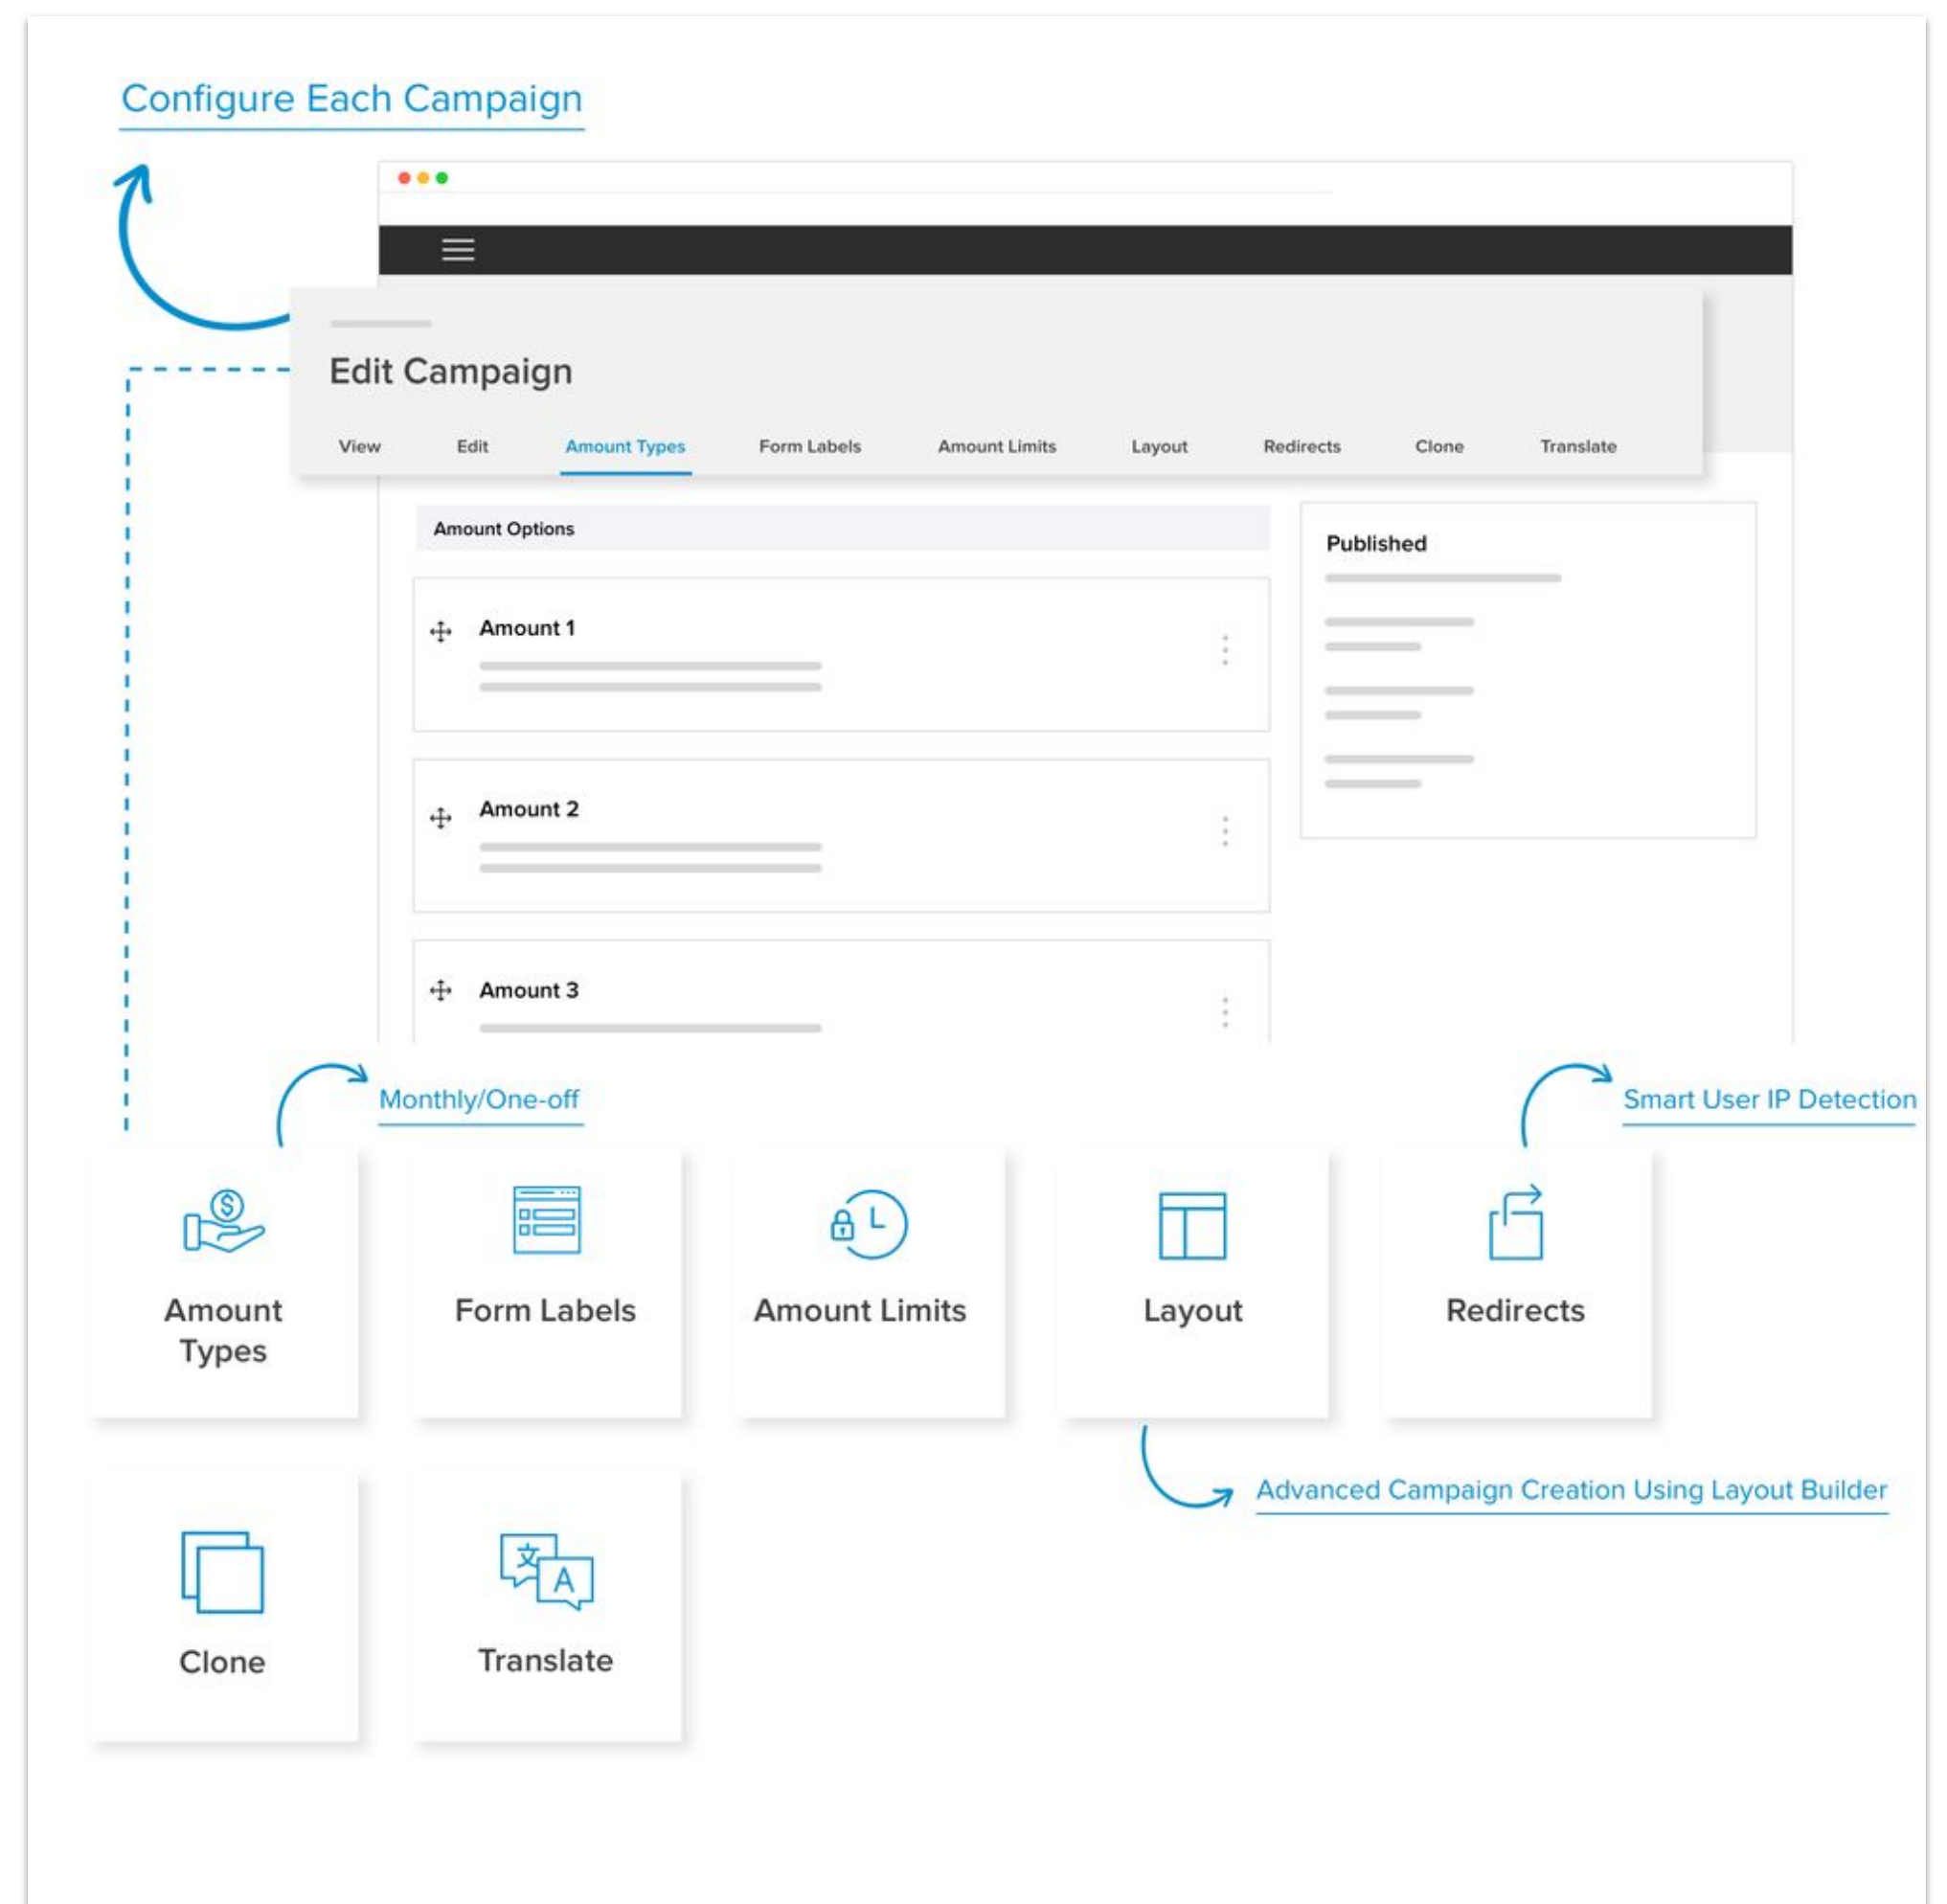 Configure Each Campaign
Edit Campaign
View Edit Amount Types Form Labels Amount Limits Layout Redirects Clone Translate
Amount Options
Published
Amount 1
Amount 2
Amount 3
Monthly/One-off
Smart User IP Detection
$
Amount
Types
Form Labels
Amount Limits
Layout
Redirects
Advanced Campaign Creation Using Layout Builder
文
A
Clone
Translate